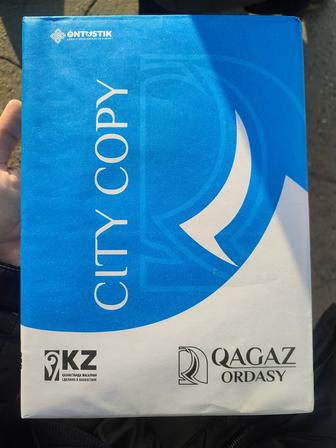 ONTUSTIK
CITY COPY
KZ
ҚАЗАҚСТАНДА ЖАСАЛҒАН
СДЕЛАНО В КАЗАХСТАНЕ
QAGAZ
ORDASY